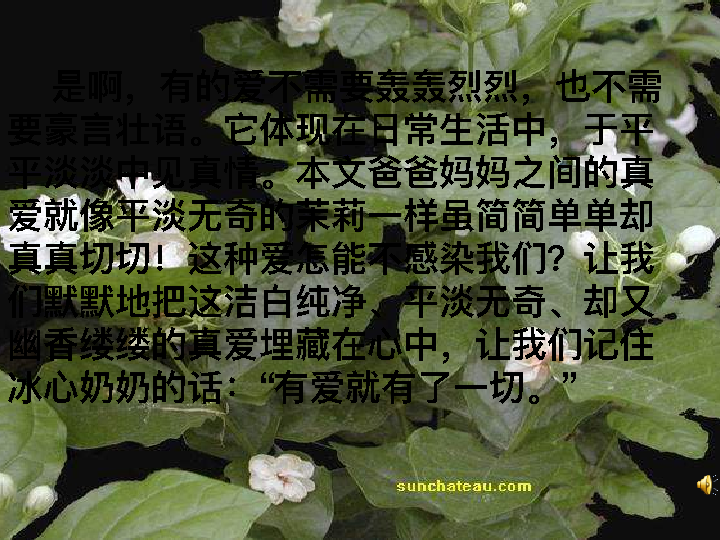 是啊，有的爱不需要轰轰烈烈，也不需
要豪言壮语。它体现在日常生活中，于平
平淡淡中见真情。本文爸爸妈妈之间的真
爱就像平淡无奇的茉莉一样虽简简单单却
真真切切！这种爱怎能不感染我们？让我
们默默地把这洁白纯净、平淡无奇、却又
幽香缕缕的真爱埋藏在心中，让我们记住
冰心奶奶的话：“有爱就有了一切。”
sunchateau.com